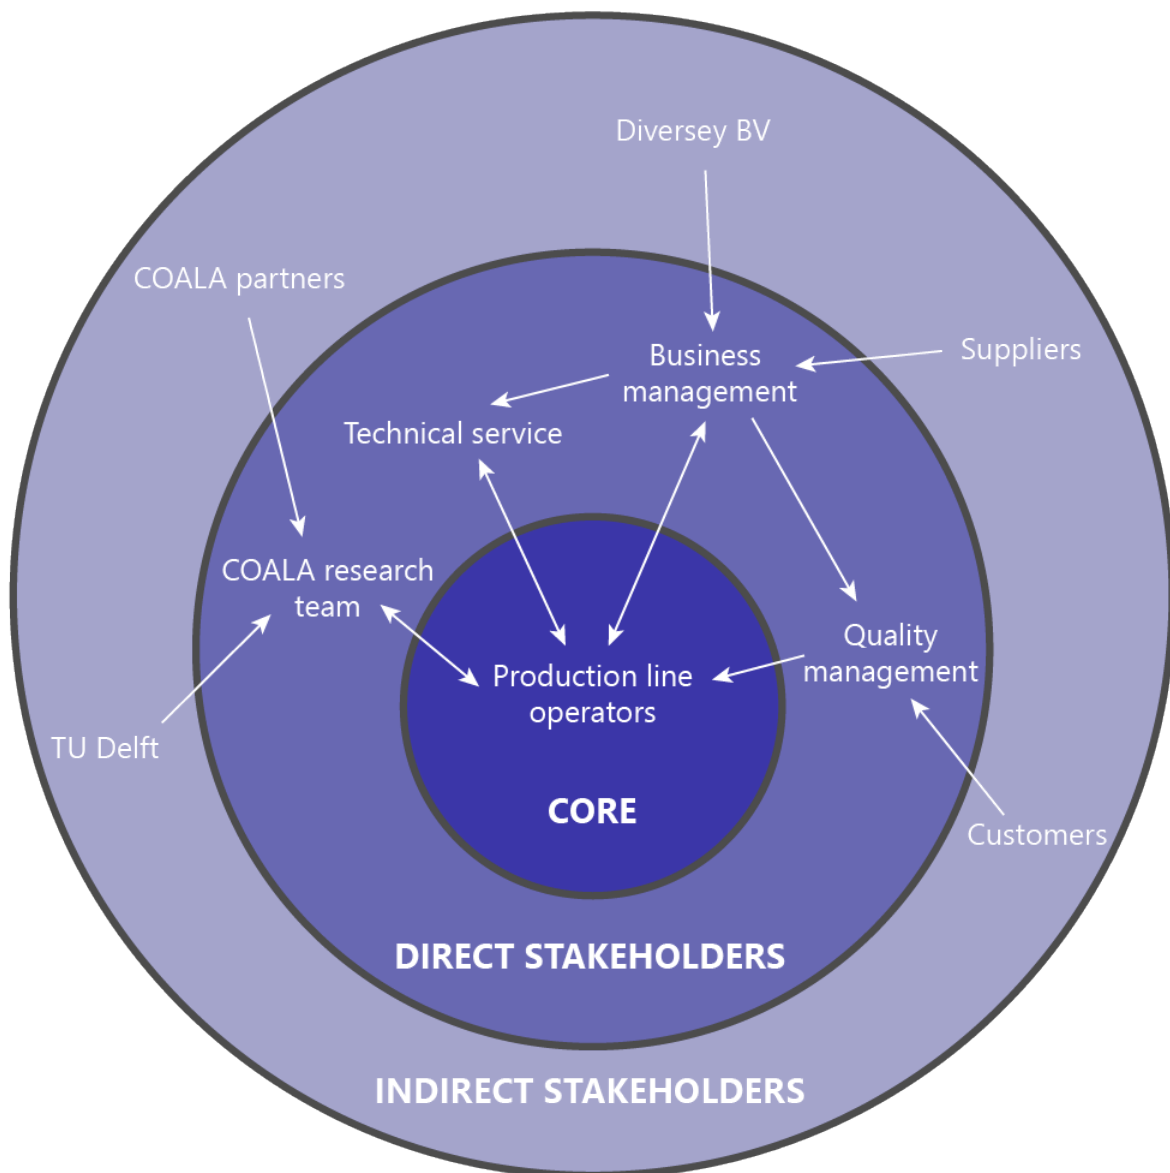 Diversey BV
COALA partners
Suppliers
Business
management
Technical service
COALA research
team
Quality
management
Production line
operators
TU Delft
CORE
Customers
DIRECT STAKEHOLDERS
INDIRECT STAKEHOLDERS